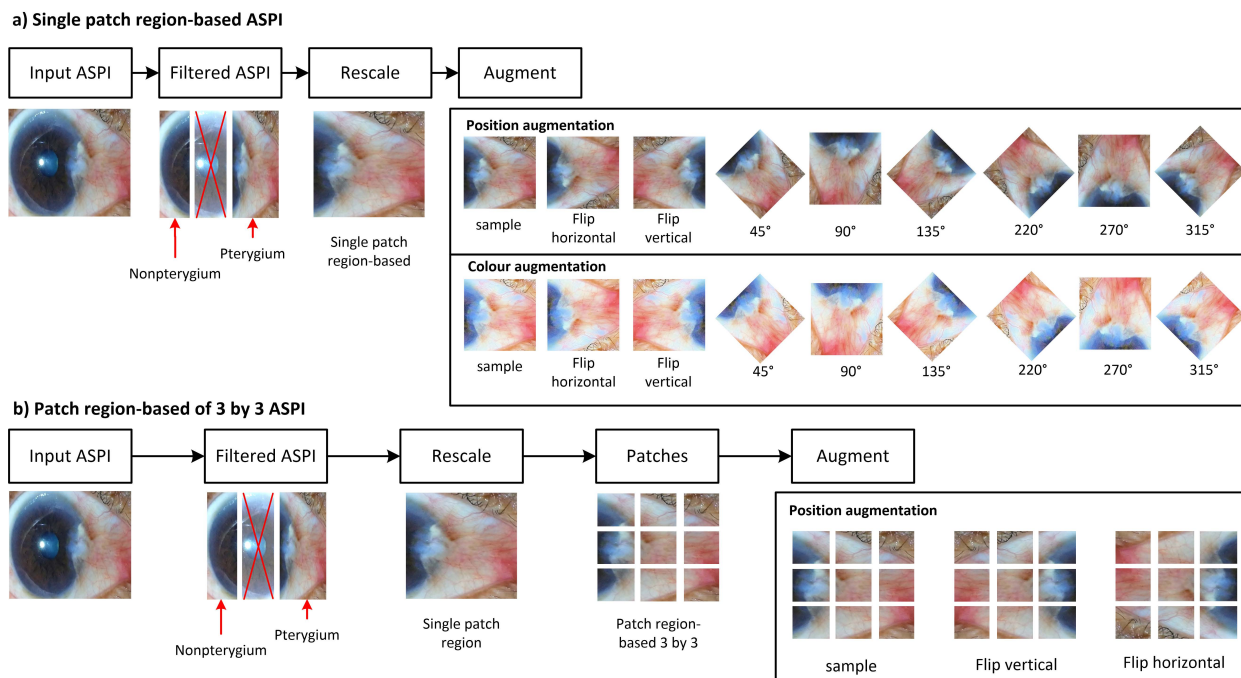 a) Single patch region-based ASPI
Input ASPI
Filtered ASPI
Rescale
Augment
Nonpterygium
Pterygium
Single patch
region-based
Position augmentation
sample
Flip
horizontal
Flip
vertical
45°
90°
135°
220°
270°
315°
Colour augmentation
sample
Flip
horizontal
Flip
vertical
45°
90°
135°
220°
270°
315°
b) Patch region-based of 3 by 3 ASPI
Input ASPI
Filtered ASPI
Rescale
Patches
Augment
Nonpterygium
Pterygium
Single patch
region
Patch region-
based 3 by 3
Position augmentation
sample
Flip vertical
Flip horizontal